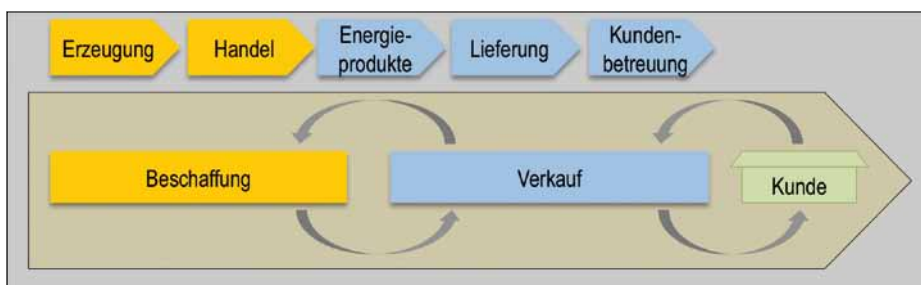 Erzeugung
Handel
Energie-
produkte
Lieferung
Kunden-
betreuung
Beschaffung
Verkauf
Kunde